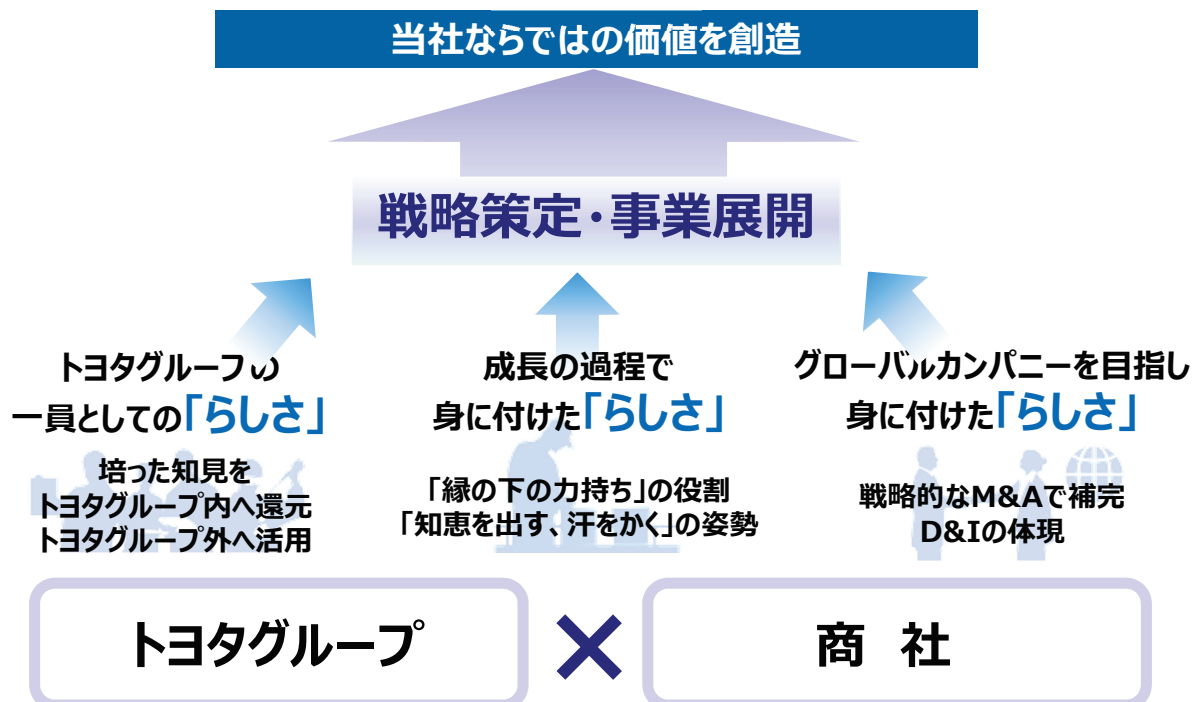 当社ならではの価値を創造
戦略策定・事業展開
トヨタグループの
一員としての「らしさ」
培った知見を
トヨタグループ内へ還元
トヨタグループ外へ活用
成長の過程で
身に付けた「らしさ」
「縁の下の力持ち」の役割
「知恵を出す、汗をかく」の姿勢
グローバルカンパニーを目指し
身に付けた「らしさ」
戦略的なM&Aで補完
D&Iの体現
トヨタグループ
×
商 社